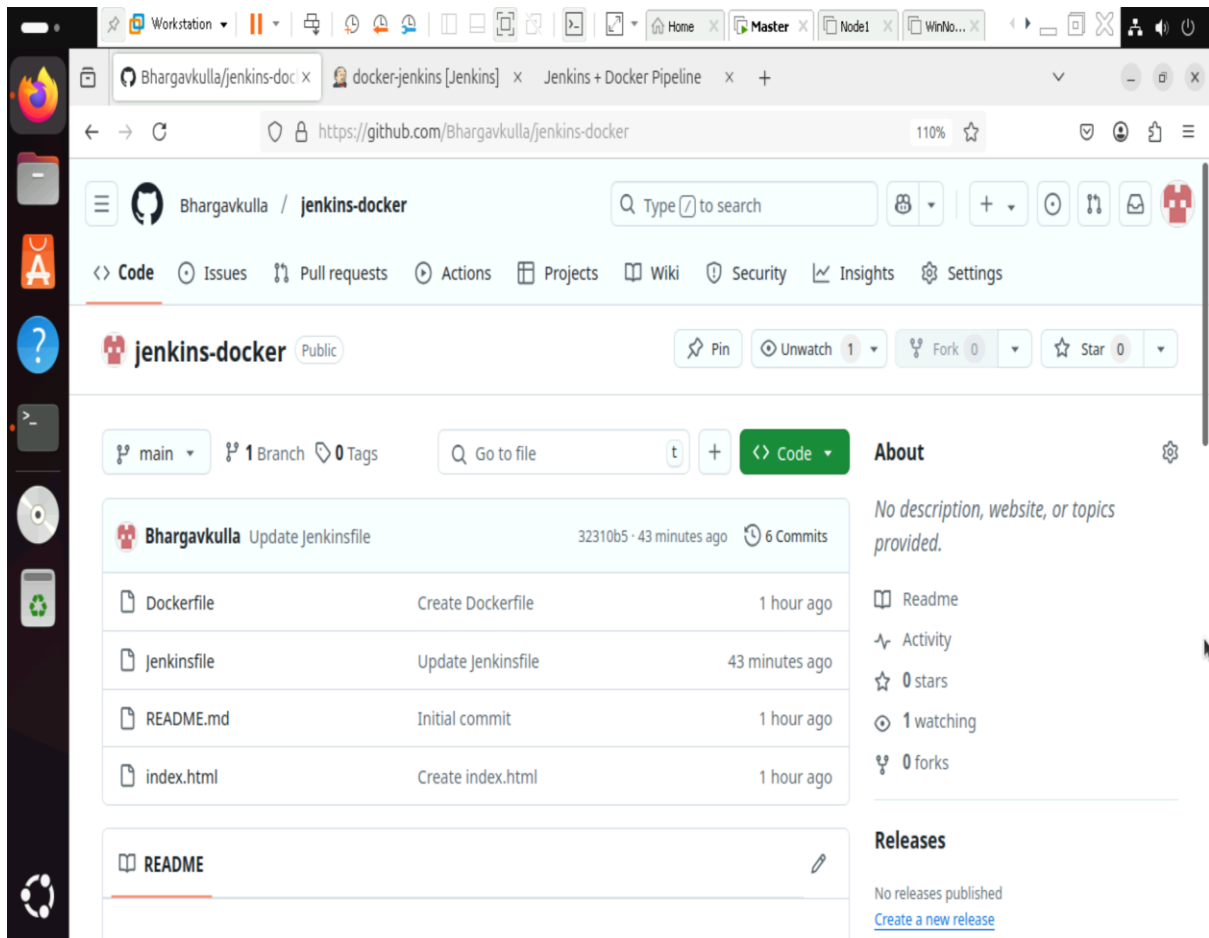 Workstation
Home
Master
Node1
WinNo...
Bhargavkulla/jenkins-doc
docker-jenkins [Jenkins]
Jenkins + Docker Pipeline
https://github.com/Bhargavkulla/jenkins-docker
110%
Bhargavkulla / jenkins-docker
Type / to search
Code
Issues
Pull requests
Actions
Projects
Wiki
Security
Insights
Settings
jenkins-docker Public
Pin
Unwatch 1
Fork 0
Star 0
main
1 Branch
0 Tags
Go to file
t
Code
Bhargavkulla Update Jenkinsfile
32310b5 · 43 minutes ago
6 Commits
Dockerfile Create Dockerfile 1 hour ago
Jenkinsfile Update Jenkinsfile 43 minutes ago
README.md Initial commit 1 hour ago
index.html Create index.html 1 hour ago
README
About
No description, website, or topics
provided.
Readme
Activity
0 stars
1 watching
0 forks
Releases
No releases published
Create a new release